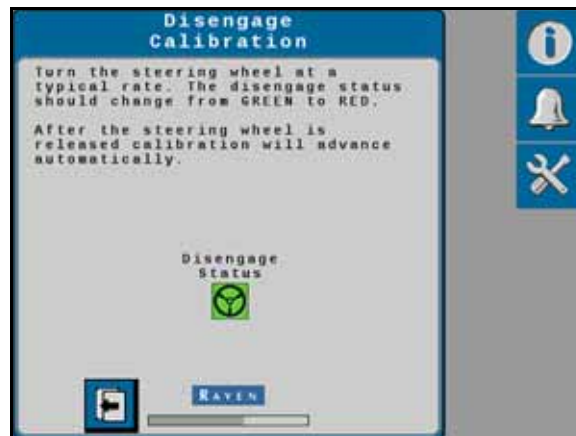 Disengage
Calibration
Turn the steering wheel at a
typical rate. The disengage status
should change from GREEN to RED.
After the steering wheel is
released calibration will advance
automatically.
Disengage
Status
RAVEN